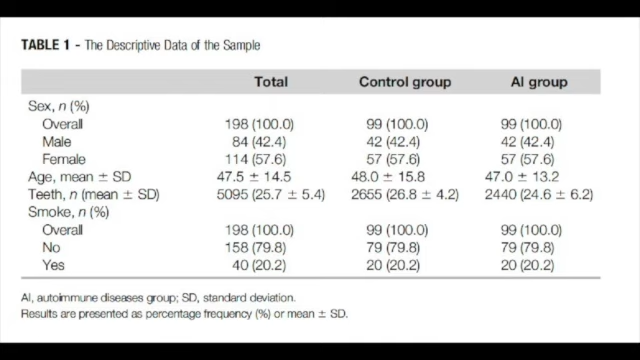 TABLE 1 - The Descriptive Data of the Sample
Total Control group AI group
Sex, n (%)
Overall 198 (100.0) 99 (100.0) 99 (100.0)
Male 84 (42.4) 42 (42.4) 42 (42.4)
Female 114 (57.6) 57 (57.6) 57 (57.6)
Age, mean ± SD 47.5 ± 14.5 48.0 ± 15.8 47.0 ± 13.2
Teeth, n (mean ± SD) 5095 (25.7 ± 5.4) 2655 (26.8 ± 4.2) 2440 (24.6 ± 6.2)
Smoke, n (%)
Overall 198 (100.0) 99 (100.0) 99 (100.0)
No 158 (79.8) 79 (79.8) 79 (79.8)
Yes 40 (20.2) 20 (20.2) 20 (20.2)
AI, autoimmune diseases group; SD, standard deviation.
Results are presented as percentage frequency (%) or mean ± SD.